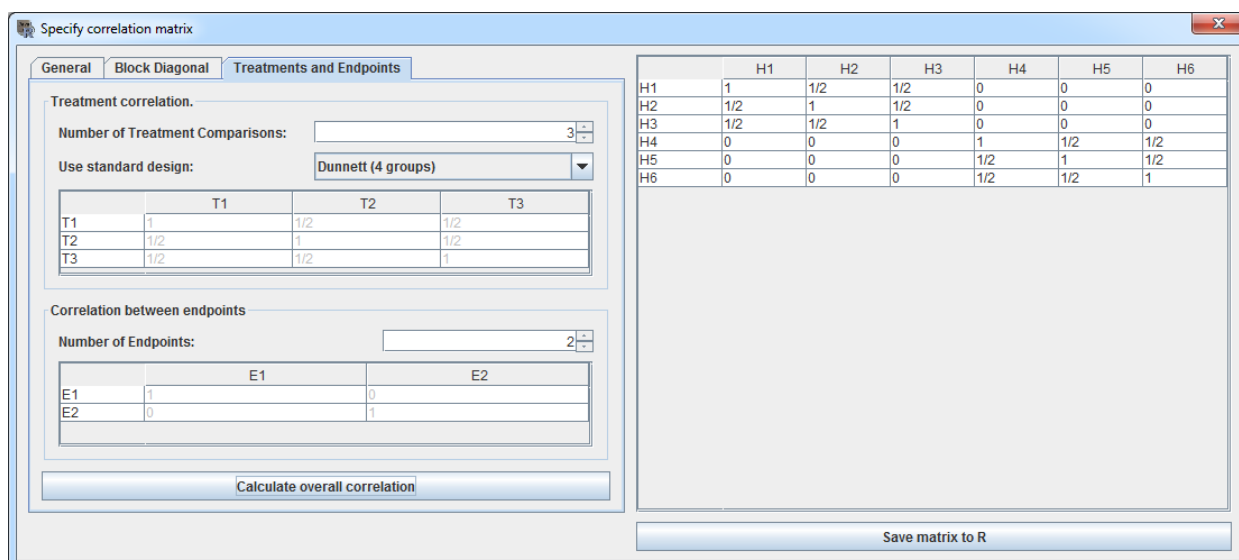 Specify correlation matrix
General Block Diagonal Treatments and Endpoints
Treatment correlation.
Number of Treatment Comparisons: 3
Use standard design: Dunnett (4 groups)
T1 T2 T3
T1 1 1/2 1/2
T2 1/2 1 1/2
T3 1/2 1/2 1
Correlation between endpoints
Number of Endpoints: 2
E1 E2
E1 1 0
E2 0 1
Calculate overall correlation
H1 H2 H3 H4 H5 H6
H1 1 1/2 1/2 0 0 0
H2 1/2 1 1/2 0 0 0
H3 1/2 1/2 1 0 0 0
H4 0 0 0 1 1/2 1/2
H5 0 0 0 1/2 1 1/2
H6 0 0 0 1/2 1/2 1
Save matrix to R